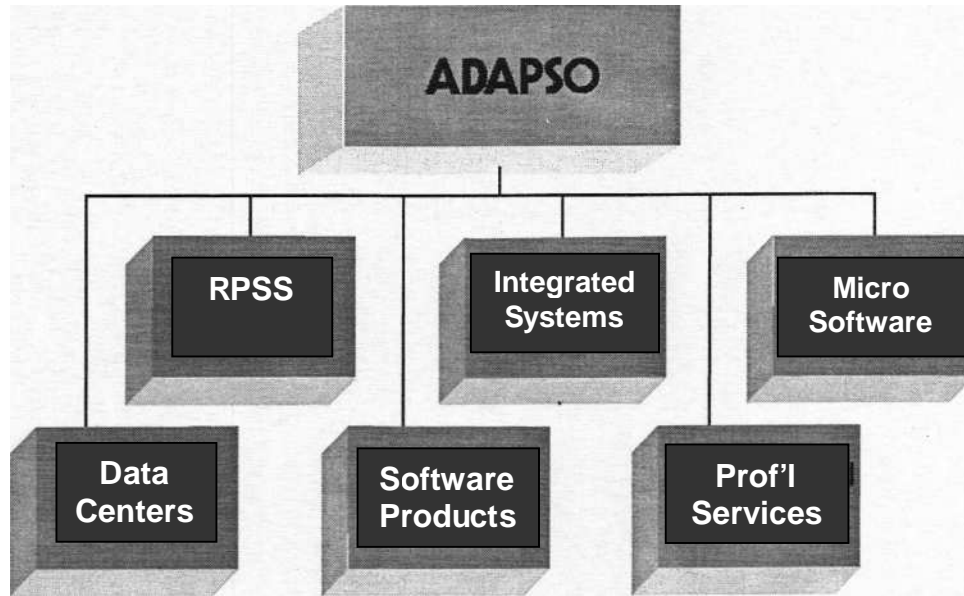 ADAPSO
RPSS
Integrated
Systems
Micro
Software
Data
Centers
Software
Products
Prof’l
Services